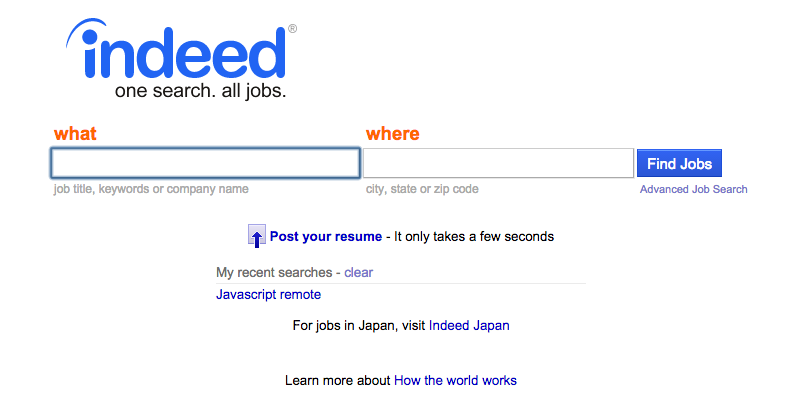 indeed®
one search. all jobs.
what where
Find Jobs
job title, keywords or company name city, state or zip code Advanced Job Search
Post your resume - It only takes a few seconds
My recent searches - clear
Javascript remote
For jobs in Japan, visit Indeed Japan
Learn more about How the world works